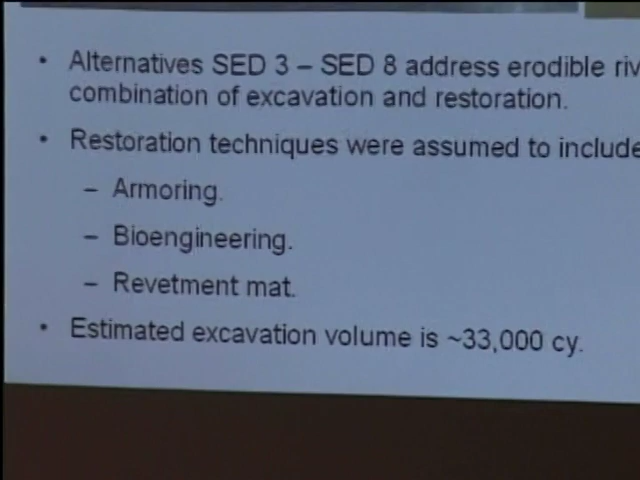 • Alternatives SED 3 – SED 8 address erodible riv
combination of excavation and restoration.
• Restoration techniques were assumed to include
– Armoring.
– Bioengineering.
– Revetment mat.
• Estimated excavation volume is ~33,000 cy.